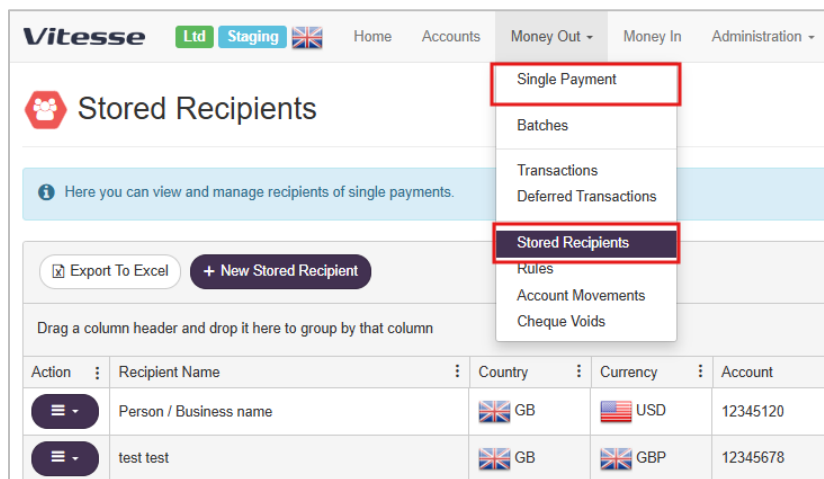 Vitesse Ltd Staging Home Accounts Money Out Money In Administration
Single Payment
Stored Recipients
Batches
Transactions
Here you can view and manage recipients of single payments.
Deferred Transactions
Stored Recipients
Export To Excel + New Stored Recipient
Rules
Account Movements
Drag a column header and drop it here to group by that column
Cheque Voids
Action Recipient Name Country Currency Account
Person / Business name GB USD 12345120
test test GB GBP 12345678